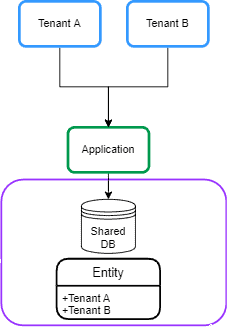 Tenant A
Tenant B
Application
Shared
DB
Entity
+Tenant A
+Tenant B